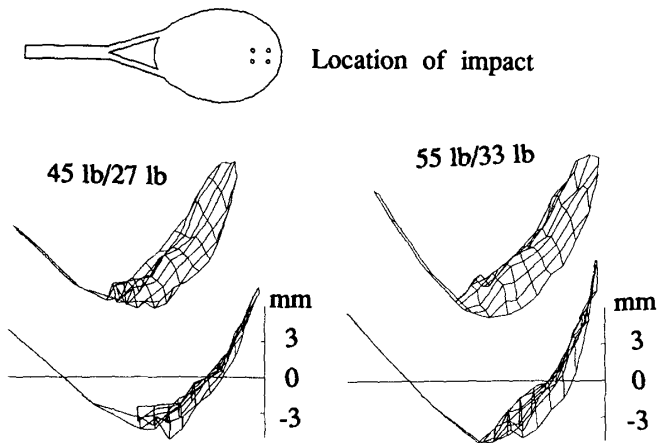 Location of impact
45 lb/27 lb
55 lb/33 lb
mm
3
0
-3
mm
3
0
-3